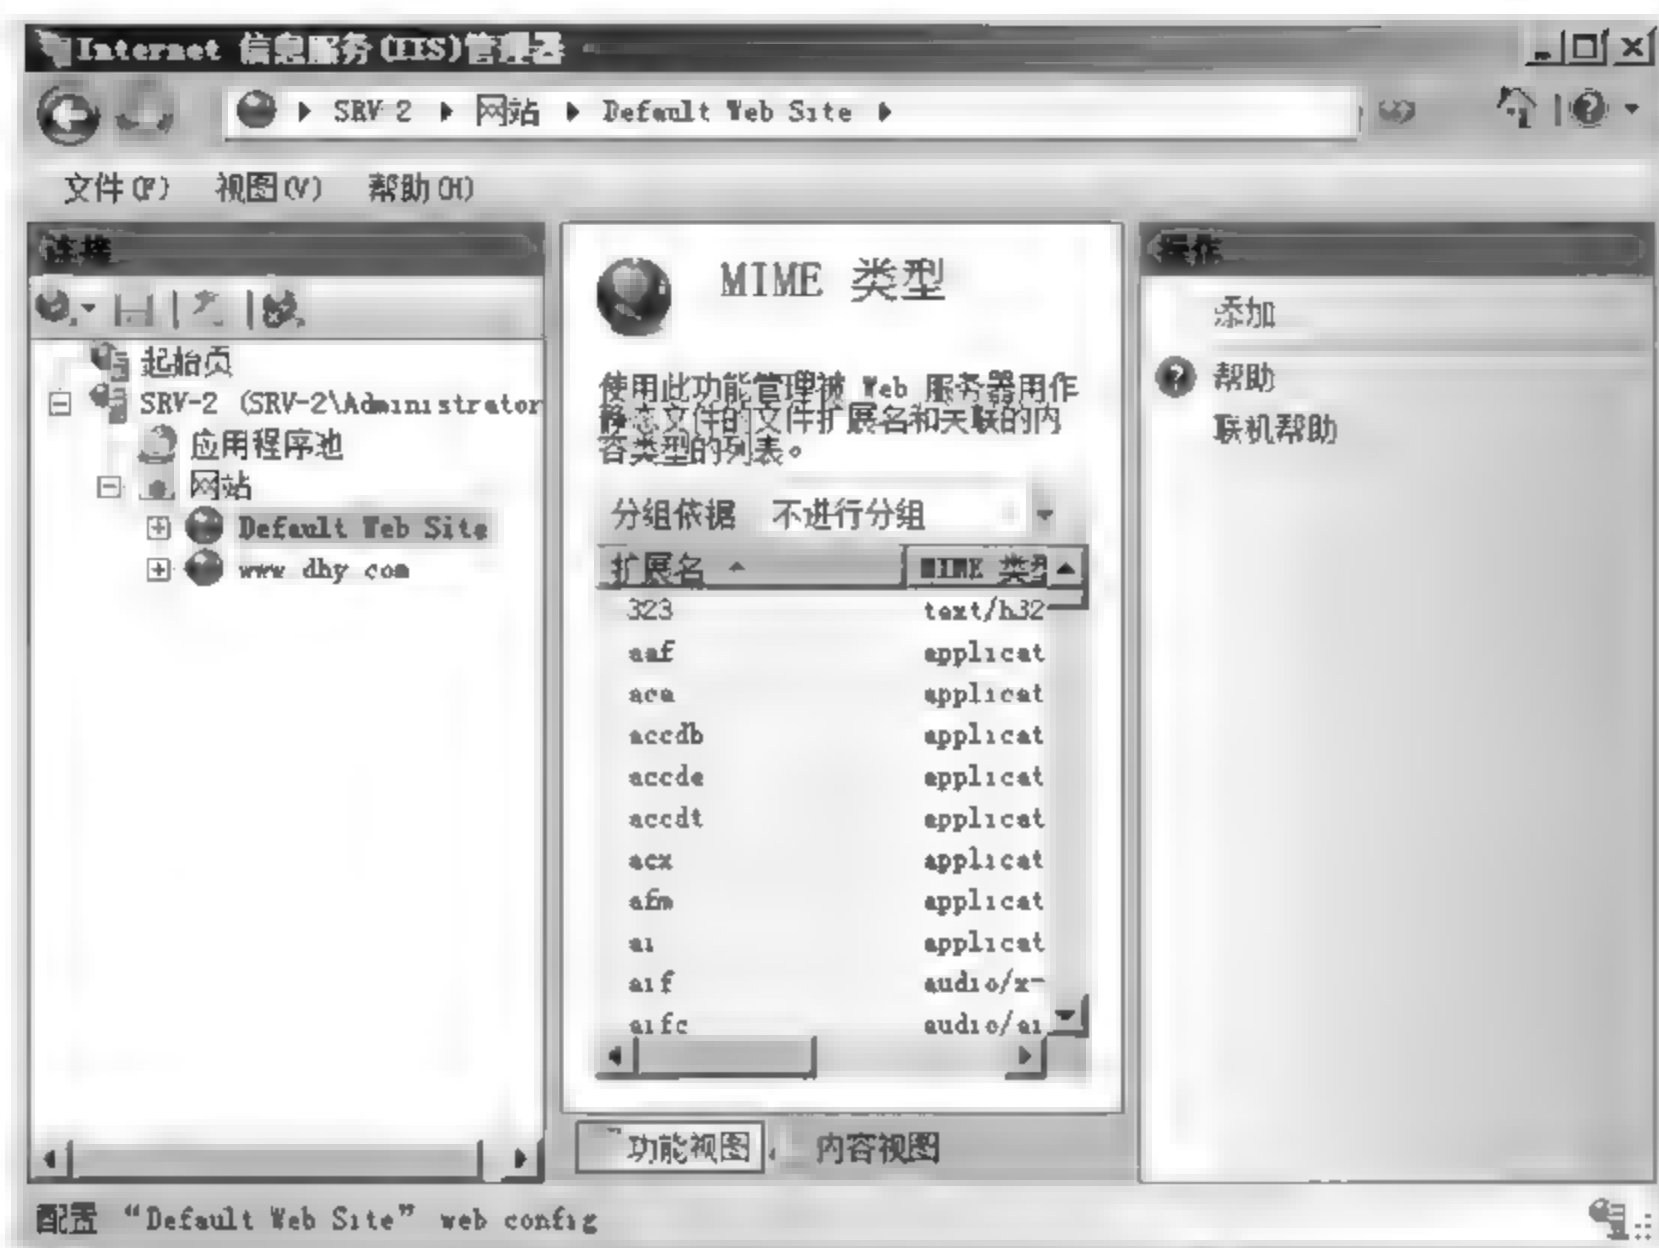 Internet 信息服务(IIS)管理器
SRV-2 网站 Default Web Site
文件(F) 视图(V) 帮助(H)
连接
起始页
SRV-2 (SRV-2\Administrator
应用程序池
网站
Default Web Site
www dhy com
MIME 类型
使用此功能管理被 Web 服务器用作
静态文件的文件扩展名和关联的内
容类型的列表。
分组依据 不进行分组
扩展名 MIME 类型
323 text/h32
aaf applicat
aca applicat
accdb applicat
accde applicat
accdt applicat
acx applicat
afm applicat
ai applicat
aif audio/x-
aifc audio/ai
功能视图 内容视图
操作
添加
帮助
联机帮助
配置 “Default Web Site” web config